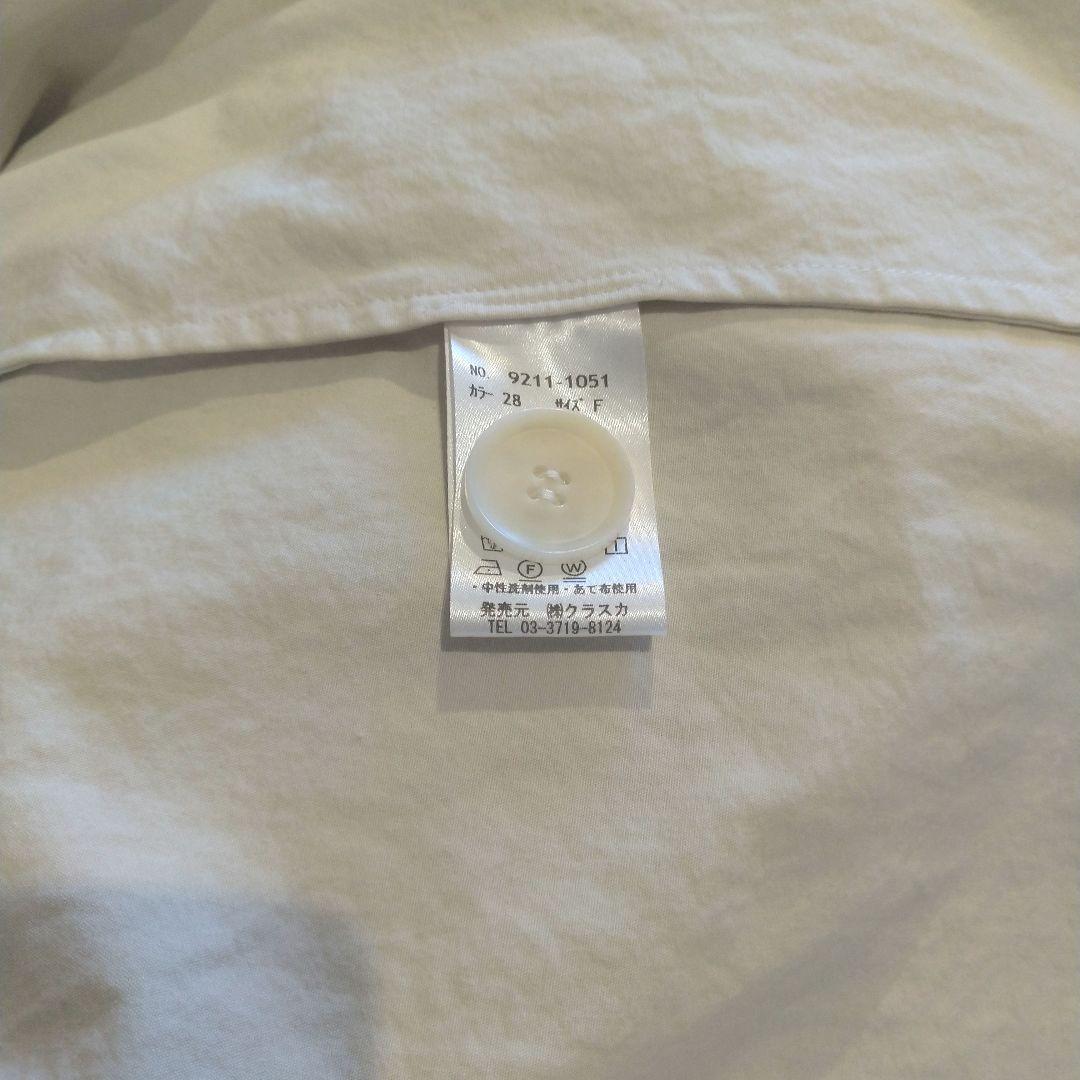 NO. 9211-1051
カラー 28 サイズ F
F W
・中性洗剤使用・あて布使用
発売元 ㈱クラスカ
TEL 03-3719-8124